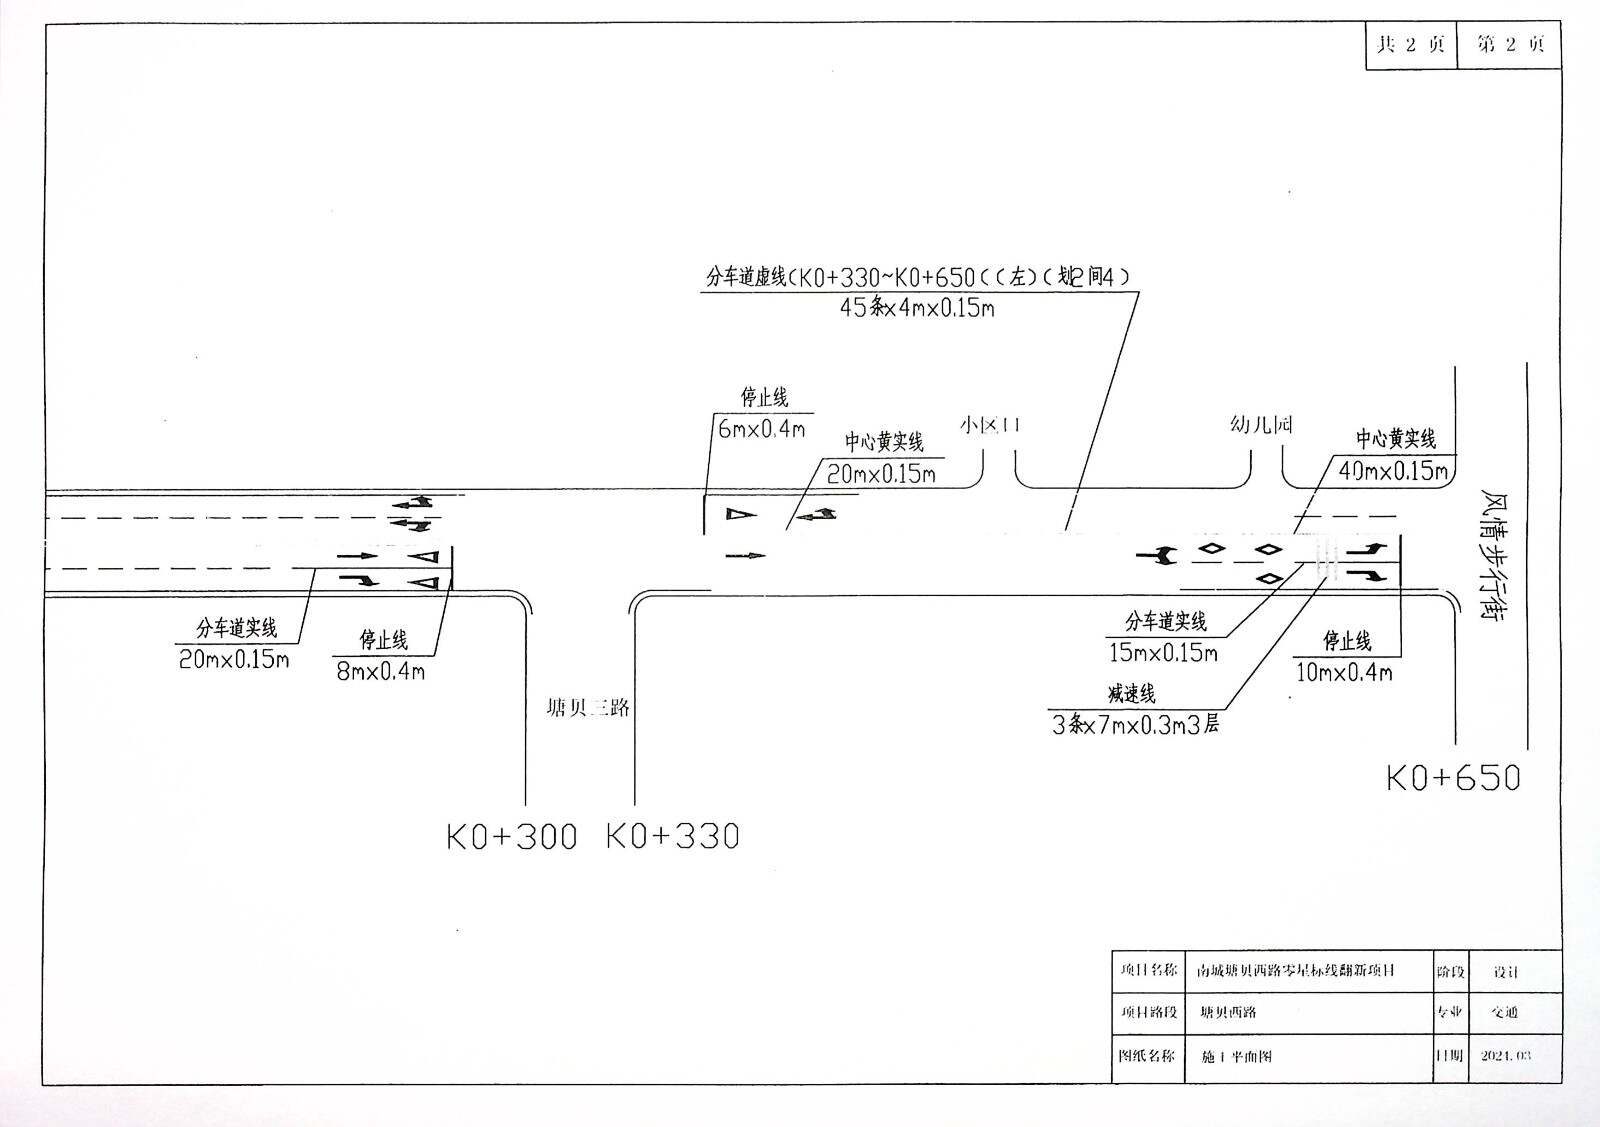 共 2 页 第 2 页
分车道虚线(K0+330~K0+650((左)(划2间4)
45条x4mx0.15m
停止线
6mx0.4m
中心黄实线
20mx0.15m
小区口
幼儿园
中心黄实线
40mx0.15m
风情步行街
分车道实线
20mx0.15m
停止线
8mx0.4m
分车道实线
15mx0.15m
停止线
10mx0.4m
减速线
3条x7mx0.3m3层
塘贝三路
K0+300 K0+330
K0+650
项目名称 南城塘贝西路零星标线翻新项目 阶段 设计
项目路段 塘贝西路 专业 交通
图纸名称 施工平面图 日期 2024.03